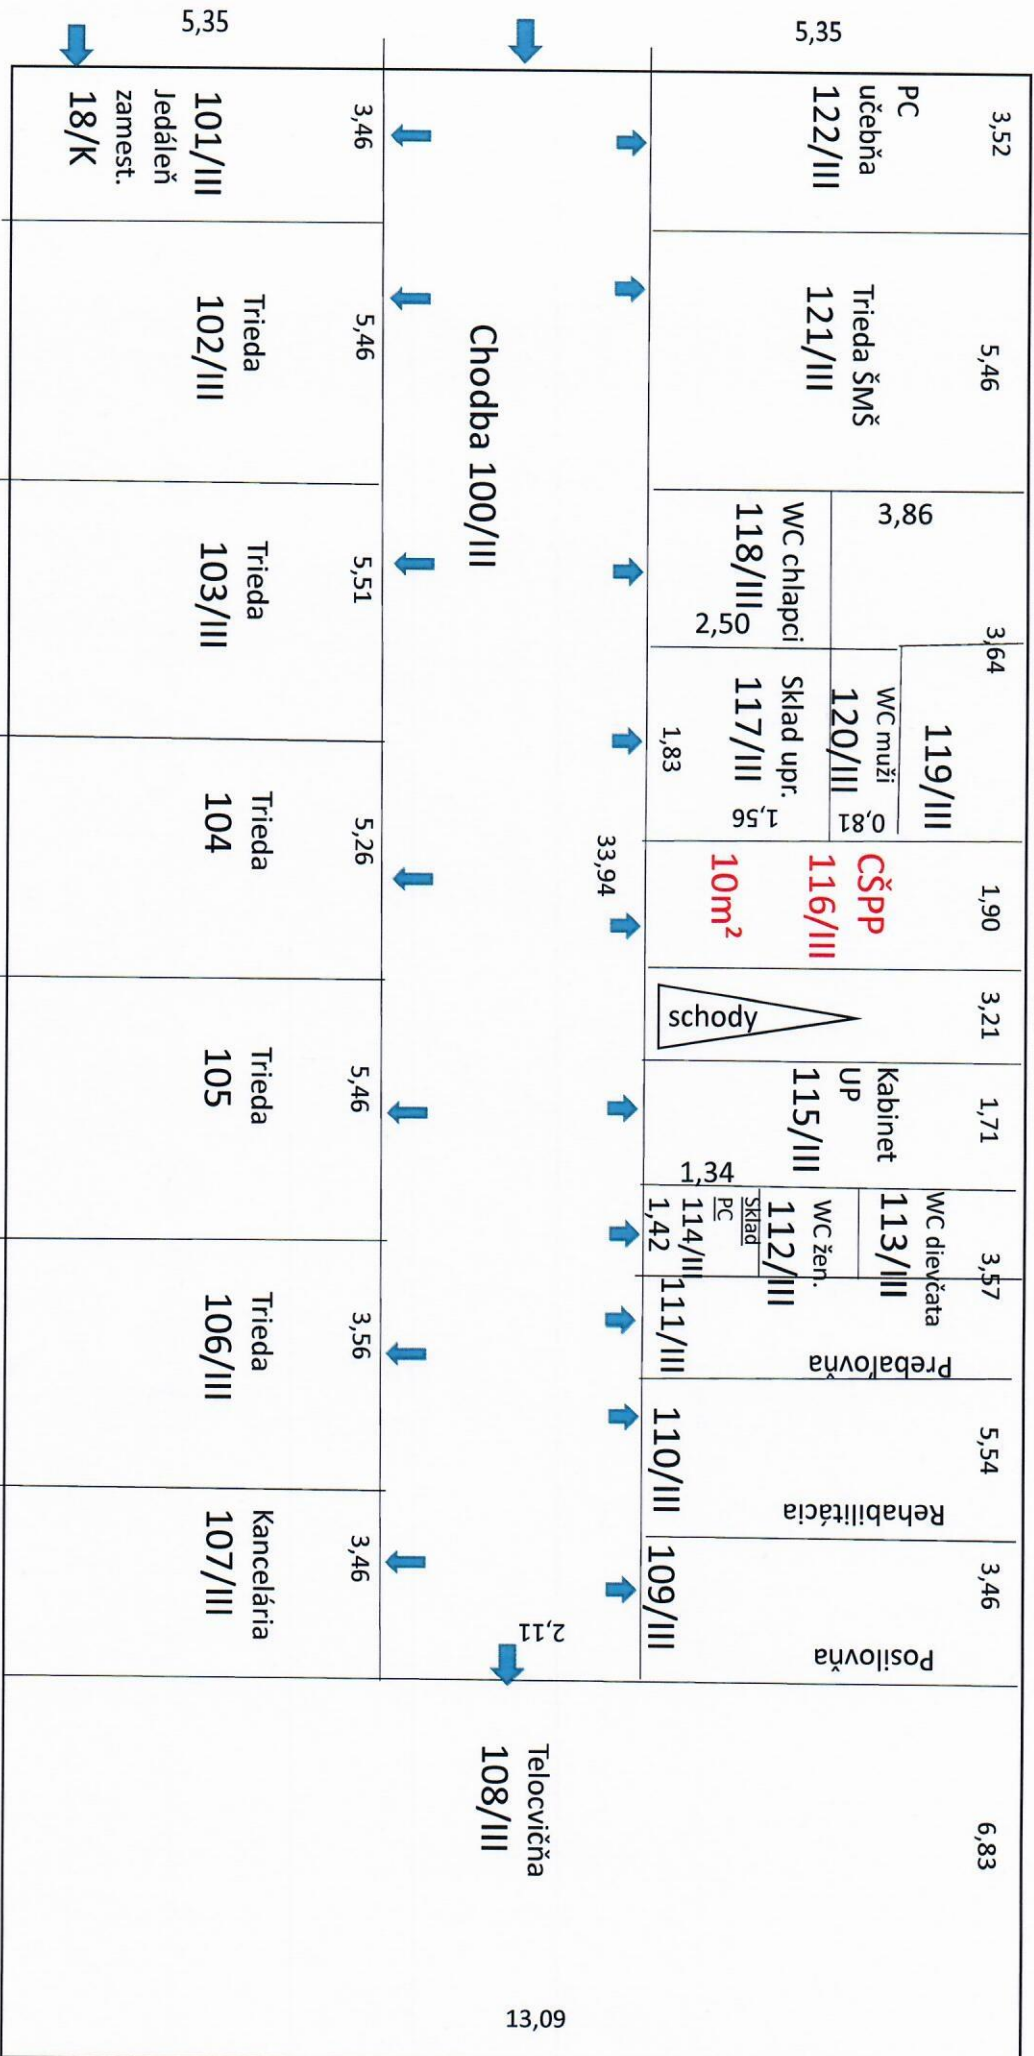 5,35
5,35
3,52
PC
učebňa
122/III
5,46
Trieda ŠMŠ
121/III
3,86
WC chlapci
118/III
2,50
3,64
119/III
WC muži
120/III
0,81
Sklad upr.
117/III
1,56
1,83
1,90
CŠPP
116/III
10m²
3,21
schody
1,71
Kabinet
UP
115/III
1,34
3,57
WC dievčata
113/III
WC žen.
112/III
Sklad
PC
114/III
1,42
Prebaľovňa
111/III
5,54
Rehabilitácia
110/III
3,46
Posilovňa
109/III
Chodba 100/III
33,94
2,11
3,46
101/III
Jedáleň
zamest.
18/K
5,46
Trieda
102/III
5,51
Trieda
103/III
5,26
Trieda
104
5,46
Trieda
105
3,56
Trieda
106/III
3,46
Kancelária
107/III
6,83
Telocvičňa
108/III
13,09